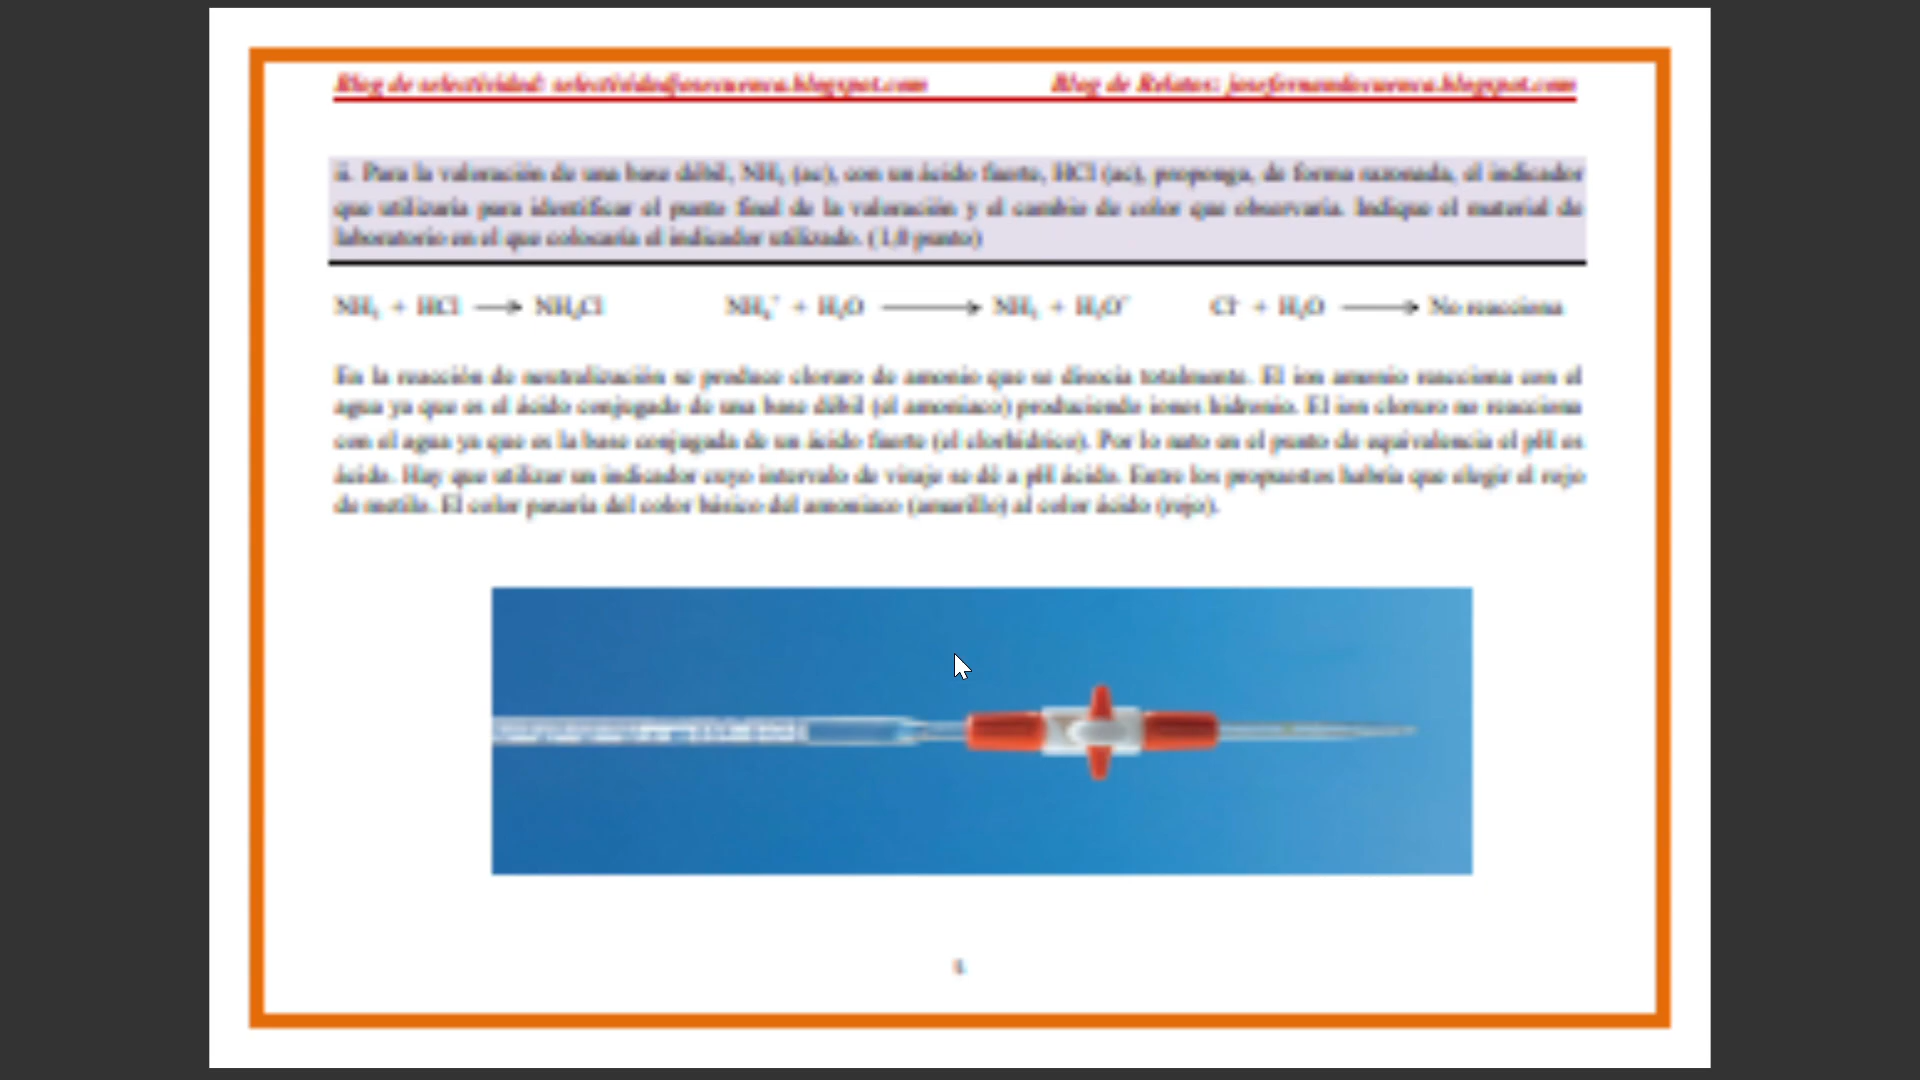 Blog de selectividad: selectividadjosecuenca.blogspot.com Blog de Relatos: josefernandocuenca.blogspot.com
ii. Para la valoración de una base débil, NH₃ (ac), con un ácido fuerte, HCl (ac), proponga, de forma razonada, el indicador
que utilizaría para identificar el punto final de la valoración y el cambio de color que observaría. Indique el material de
laboratorio en el que colocaría el indicador utilizado. (1,0 punto)
NH₃ + HCl ⟶ NH₄Cl NH₄⁺ + H₂O ⟶ NH₃ + H₃O⁺ Cl⁻ + H₂O ⟶ No reacciona
En la reacción de neutralización se produce cloruro de amonio que se disocia totalmente. El ion amonio reacciona con el
agua ya que es el ácido conjugado de una base débil (el amoniaco) produciendo iones hidronio. El ion cloruro no reacciona
con el agua ya que es la base conjugada de un ácido fuerte (el clorhídrico). Por lo tanto en el punto de equivalencia el pH es
ácido. Hay que utilizar un indicador cuyo intervalo de viraje se dé a pH ácido. Entre los propuestos habría que elegir el rojo
de metilo. El color pasaría del color básico del amoniaco (amarillo) al color ácido (rojo).